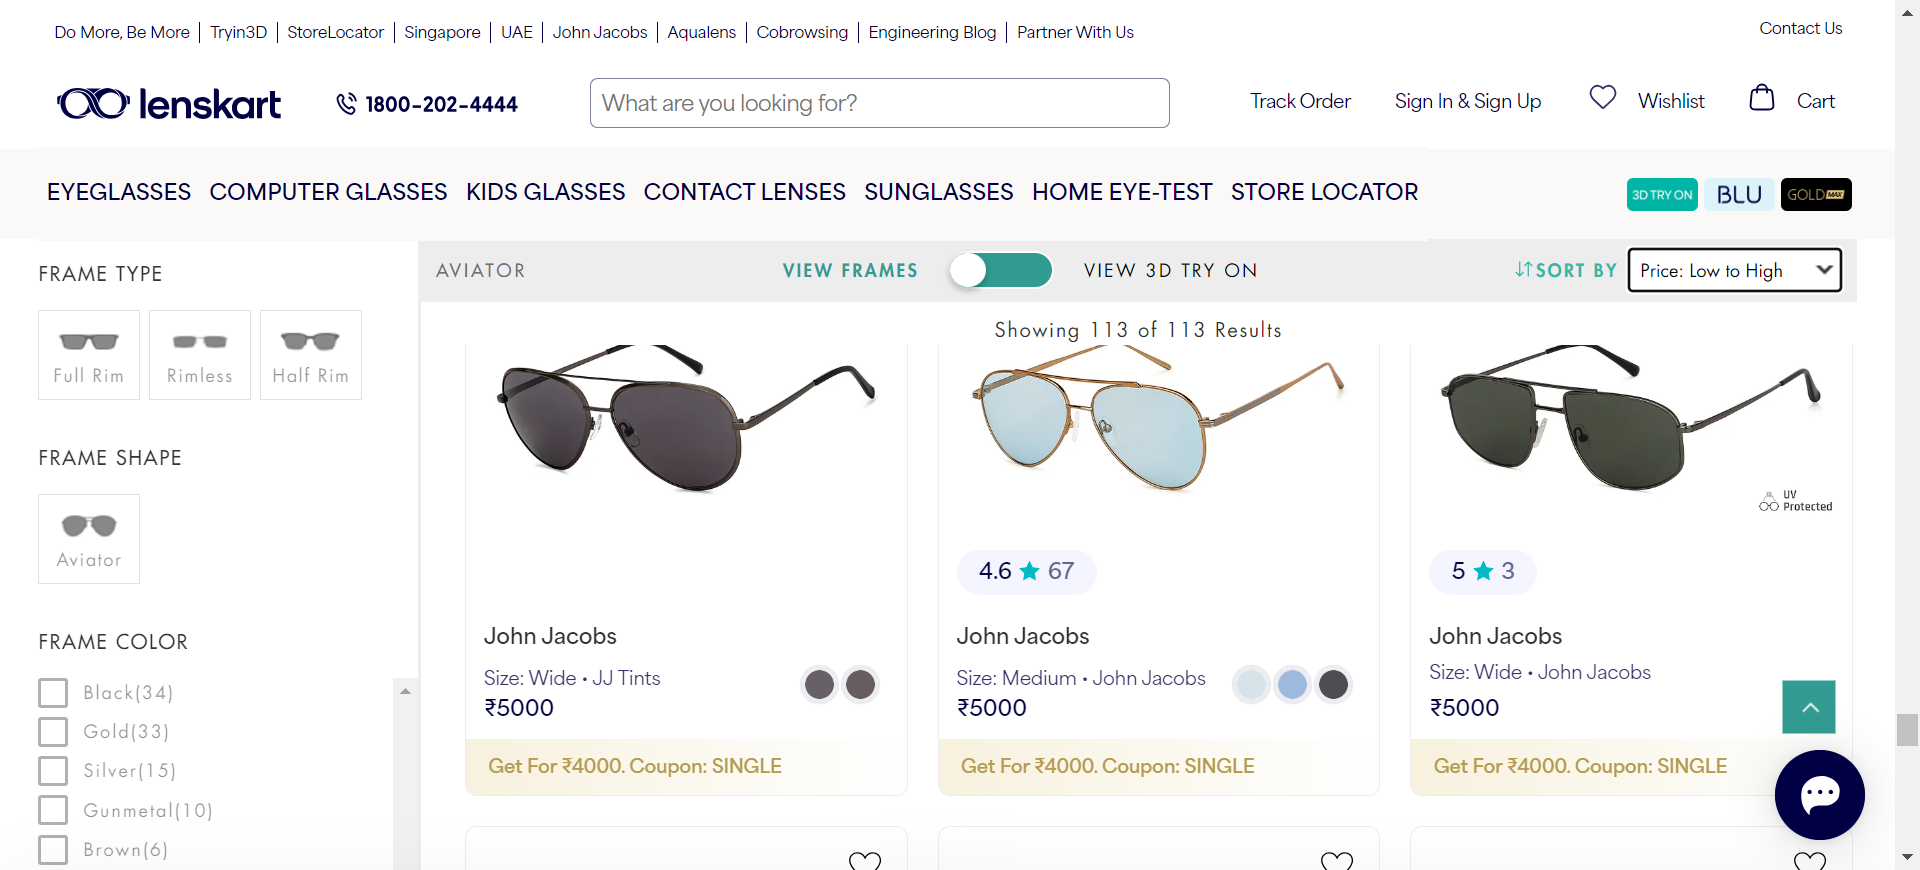 Do More, Be More Tryin3D StoreLocator Singapore UAE John Jacobs Aqualens Cobrowsing Engineering Blog Partner With Us Contact Us
lenskart 1800-202-4444 What are you looking for? Track Order Sign In & Sign Up Wishlist Cart
EYEGLASSES COMPUTER GLASSES KIDS GLASSES CONTACT LENSES SUNGLASSES HOME EYE-TEST STORE LOCATOR 3D TRY ON BLU GOLD MAX
FRAME TYPE
Full Rim Rimless Half Rim
FRAME SHAPE
Aviator
FRAME COLOR
Black(34)
Gold(33)
Silver(15)
Gunmetal(10)
Brown(6)
AVIATOR VIEW FRAMES VIEW 3D TRY ON SORT BY Price: Low to High
Showing 113 of 113 Results
John Jacobs
Size: Wide • JJ Tints
₹5000
Get For ₹4000. Coupon: SINGLE
4.6 67
John Jacobs
Size: Medium • John Jacobs
₹5000
Get For ₹4000. Coupon: SINGLE
UV
Protected
5 3
John Jacobs
Size: Wide • John Jacobs
₹5000
Get For ₹4000. Coupon: SINGLE